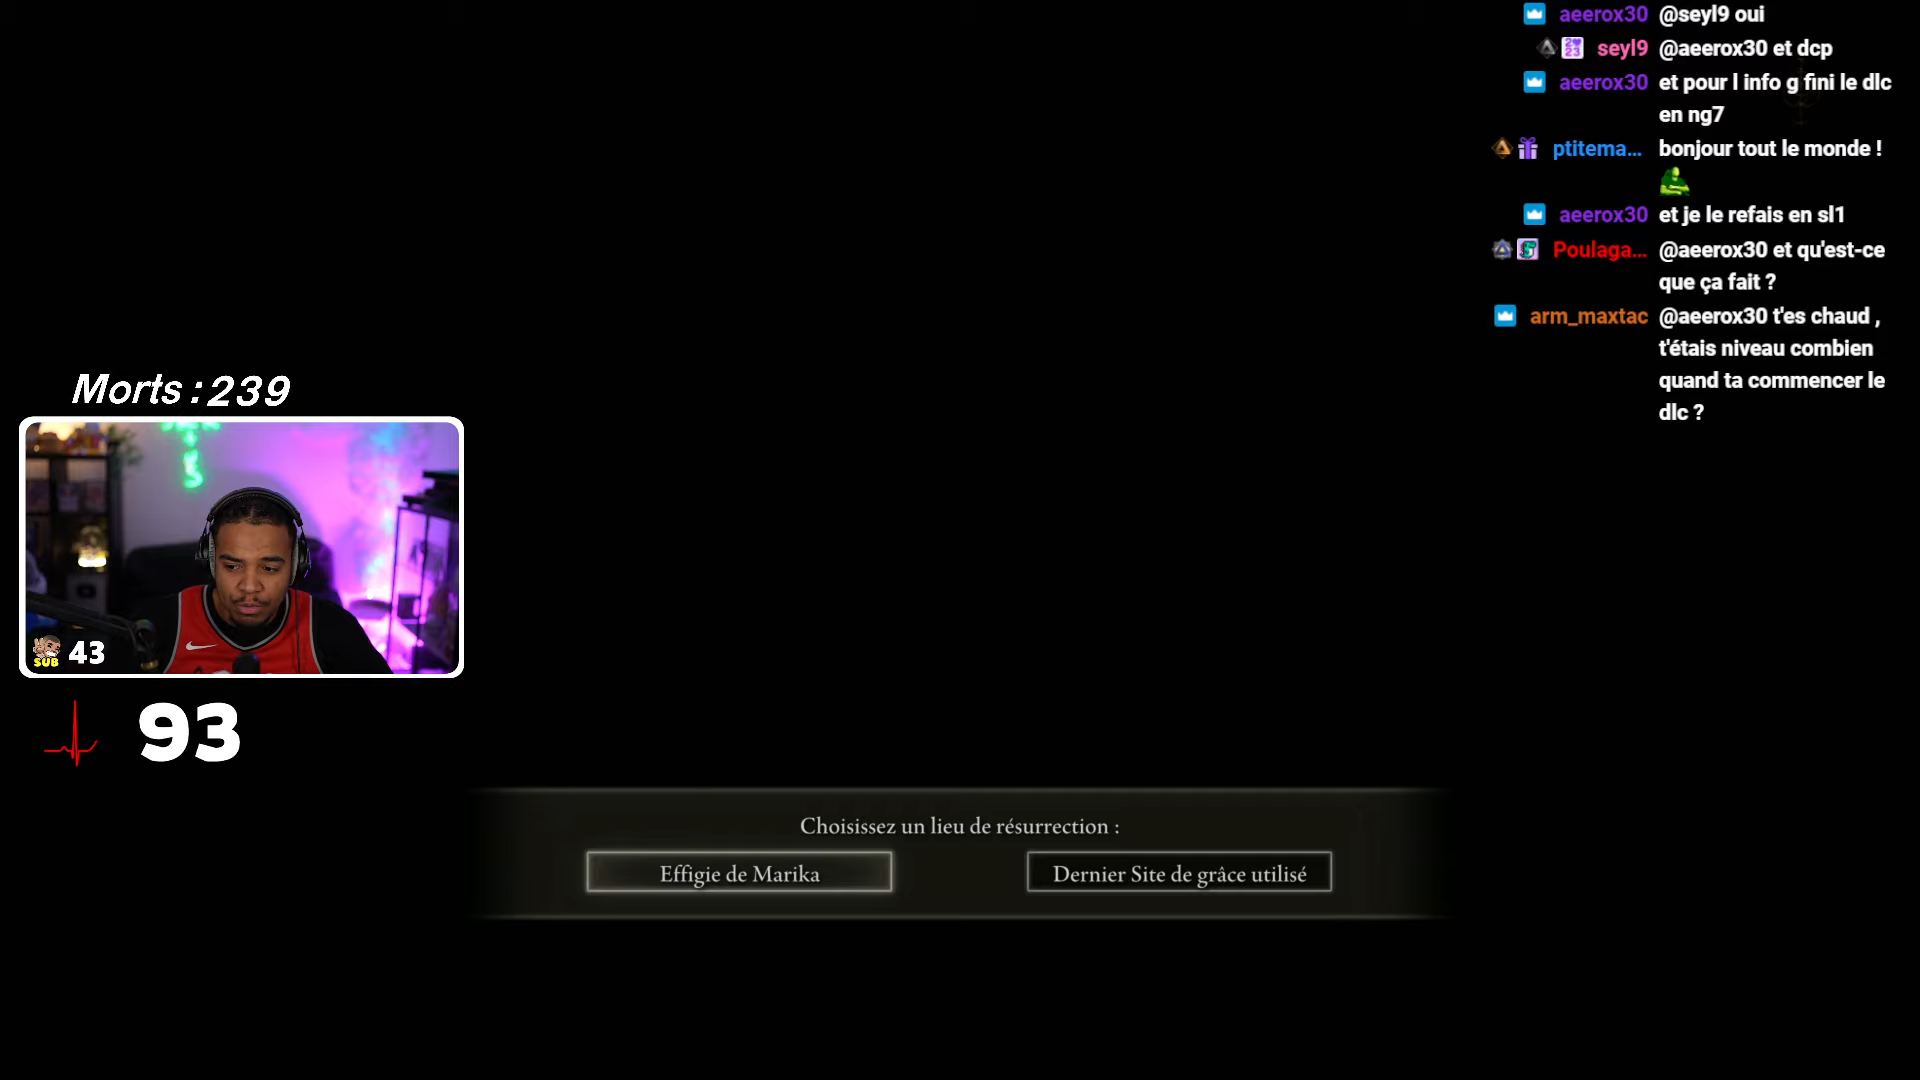 aeerox30 @seyl9 oui
seyl9 @aeerox30 et dcp
aeerox30 et pour l info g fini le dlc
en ng7
ptitema... bonjour tout le monde !
aeerox30 et je le refais en sl1
Poulaga... @aeerox30 et qu'est-ce
que ça fait ?
arm_maxtac @aeerox30 t'es chaud ,
t'étais niveau combien
quand ta commencer le
dlc ?
Morts : 239
SUB 43
93
Choisissez un lieu de résurrection :
Effigie de Marika
Dernier Site de grâce utilisé